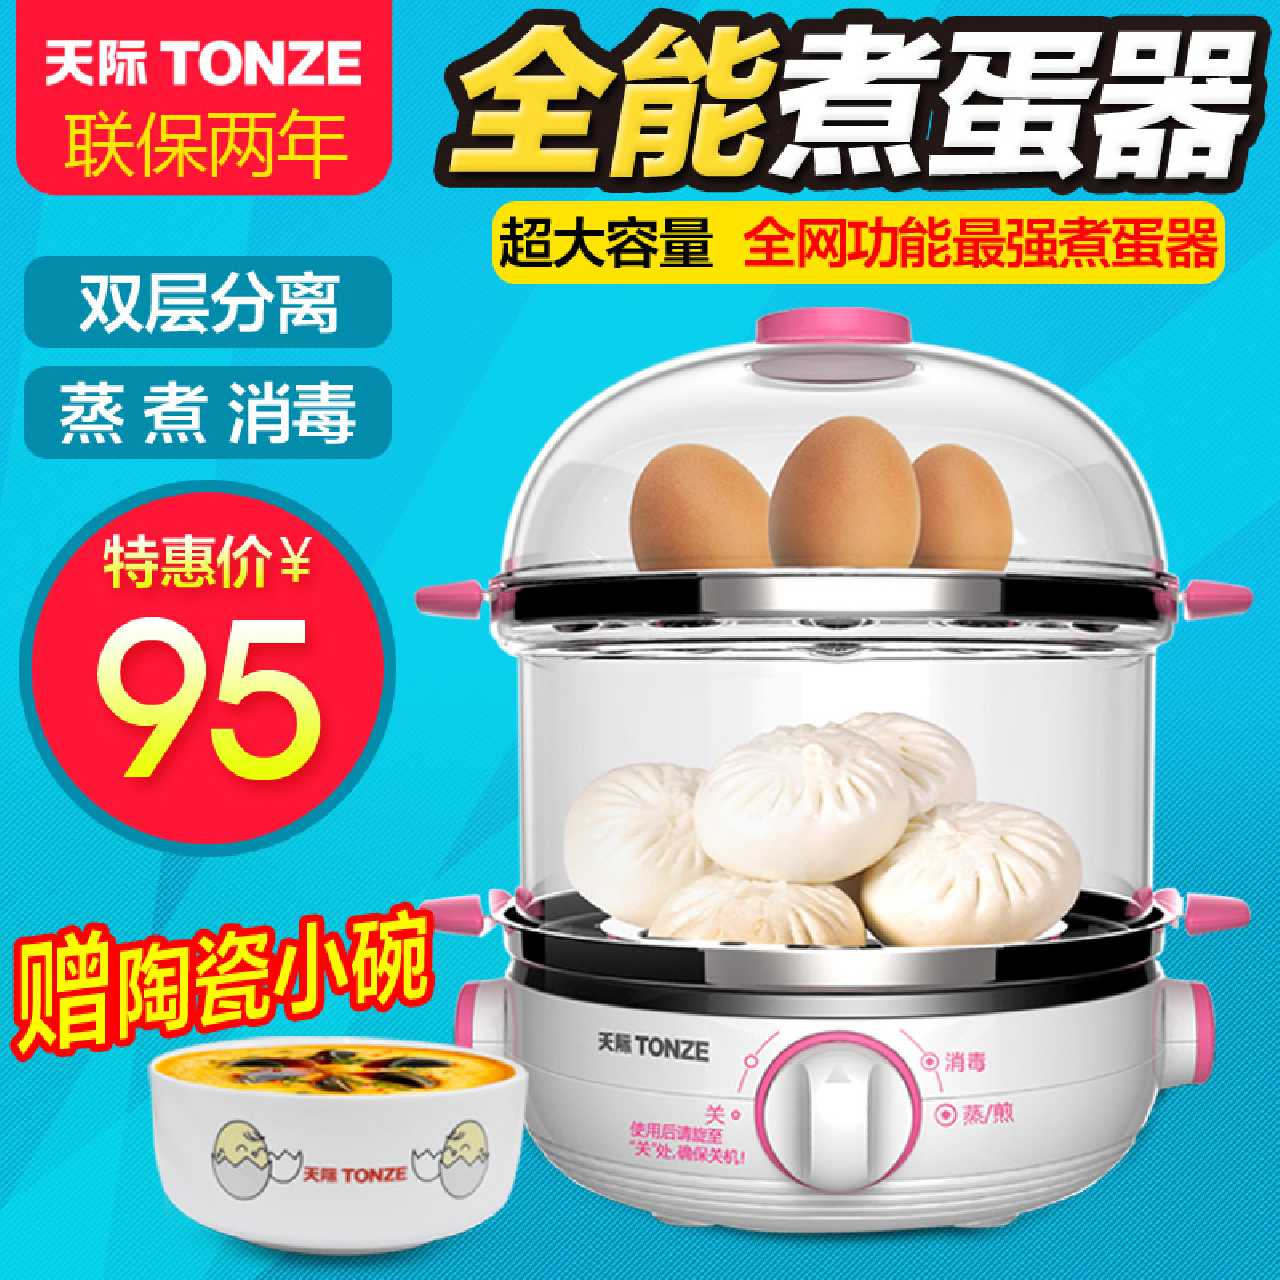 天际 TONZE
联保两年
全能煮蛋器
超大容量 全网功能最强煮蛋器
双层分离
蒸 煮 消毒
特惠价￥
95
赠陶瓷小碗
天际 TONZE
天际 TONZE
消毒
关
蒸/煎
使用后请旋至
"关"处,确保关机!